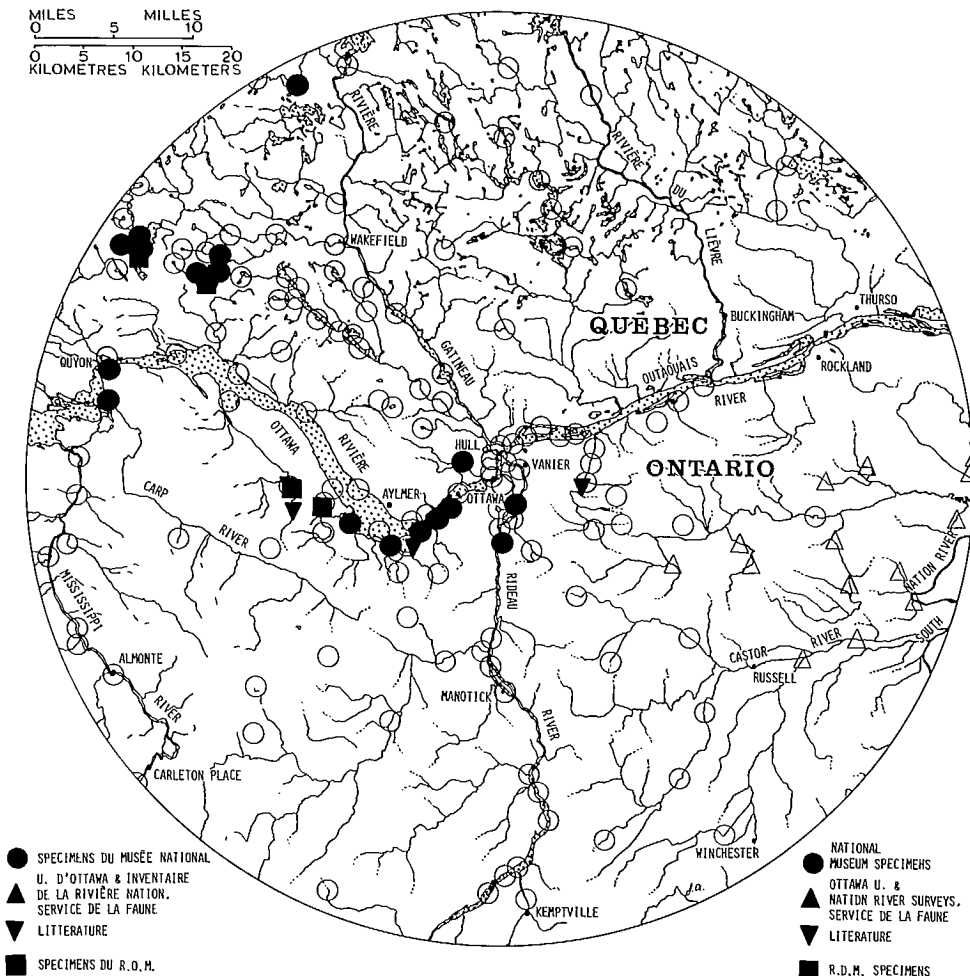 MILES MILLES
0 5 10
0 5 10 15 20
KILOMETRES KILOMETERS
RIVIÈRE
RIVIÈRE
DU
LIÈVRE
WAKEFIELD
GATINEAU
QUÉBEC
BUCKINGHAM
THURSO
ROCKLAND
OUTAOUAIS
RIVER
QUYON
OTTAWA
RIVIÈRE
HULL
VANIER
ONTARIO
AYLMER
OTTAWA
CARP
RIVER
MISSISSIPPI
RIVER
RIDEAU
RIVER
NATION RIVER
SOUTH
CASTOR
RIVER
RUSSELL
ALMONTE
MANOTICK
CARLETON PLACE
WINCHESTER
KEMPTVILLE
j.a.
SPECIMENS DU MUSÉE NATIONAL
U. D'OTTAWA & INVENTAIRE
DE LA RIVIÈRE NATION.
SERVICE DE LA FAUNE
LITTERATURE
SPECIMENS DU R.O.M.
NATIONAL
MUSEUM SPECIMEHS
OTTAWA U. &
NATIDN RIVER SURVEYS.
SERVICE DE LA FAUNE
LITERATURE
R.D.M. SPECIMENS